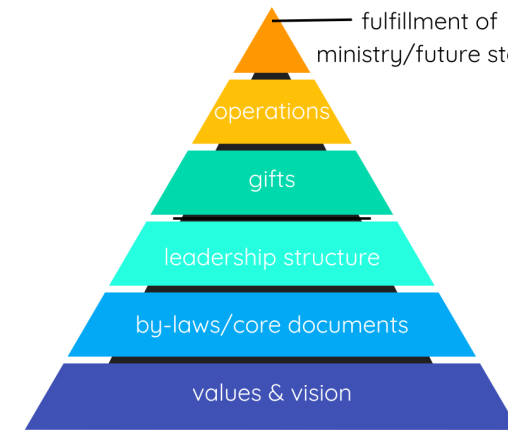 fulfillment of
ministry/future
operations
gifts
leadership structure
by-laws/core documents
values & vision